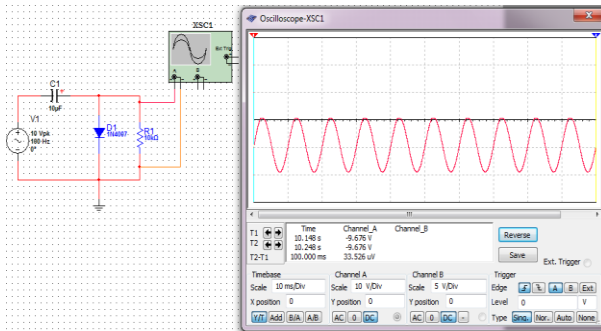 XSC1
Ext Trig
A
B
C1
10µF
V1
10 Vpk
100 Hz
0°
D1
1N4007
R1
10kΩ
Oscilloscope-XSC1
T1
T2
T2-T1
Time Channel_A Channel_B
10.148 s -9.676 V
10.248 s -9.676 V
100.000 ms 33.526 uV
Reverse
Save
Ext. Trigger
Timebase
Scale 10 ms/Div
X position 0
Y/T Add B/A A/B
Channel A
Scale 10 V/Div
Y position 0
AC 0 DC
Channel B
Scale 5 V/Div
Y position 0
AC 0 DC -
Trigger
Edge A B Ext
Level 0 V
Type Sing. Nor. Auto None